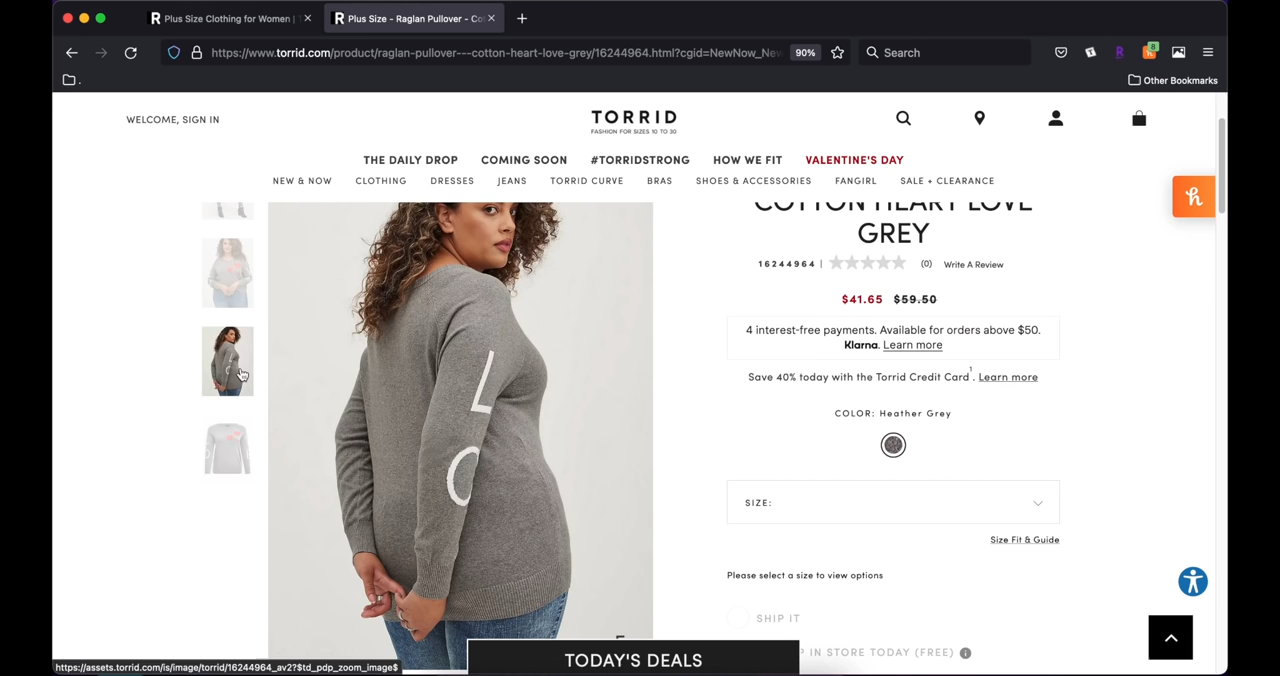 Plus Size Clothing for Women |
Plus Size - Raglan Pullover - Co
https://www.torrid.com/product/raglan-pullover---cotton-heart-love-grey/16244964.html?cgid=NewNow_Ne
90%
Search
8
.
Other Bookmarks
WELCOME, SIGN IN
TORRID
FASHION FOR SIZES 10 TO 30
THE DAILY DROP COMING SOON #TORRIDSTRONG HOW WE FIT VALENTINE'S DAY
NEW & NOW CLOTHING DRESSES JEANS TORRID CURVE BRAS SHOES & ACCESSORIES FANGIRL SALE + CLEARANCE
COTTON HEART LOVE
GREY
16244964 | (0) Write A Review
$41.65 $59.50
4 interest-free payments. Available for orders above $50.
Klarna. Learn more
Save 40% today with the Torrid Credit Card1. Learn more
COLOR: Heather Grey
L
O
SIZE:
Size Fit & Guide
Please select a size to view options
SHIP IT
IN STORE TODAY (FREE)
TODAY'S DEALS
https://assets.torrid.com/is/image/torrid/16244964_av2?$td_pdp_zoom_image$